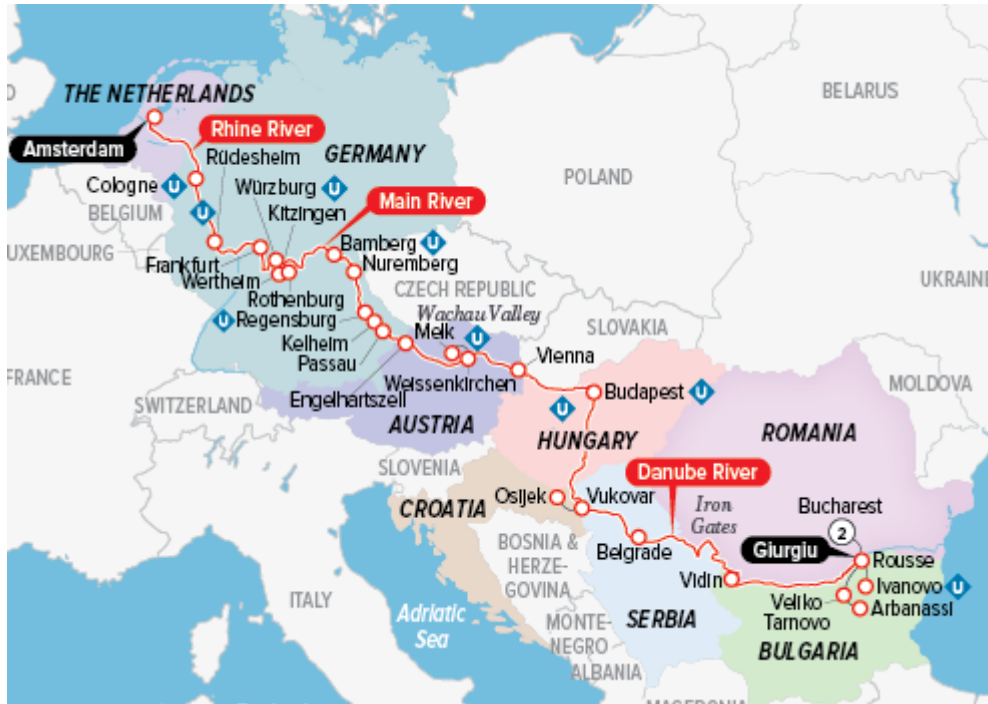 BELARUS
THE NETHERLANDS
Amsterdam
Rhine River
Rüdesheim
GERMANY
POLAND
Cologne
U
Würzburg
U
Kitzingen
Main River
BELGIUM
U
UXEMBOURG
Frankfurt
Wertheim
Bamberg
U
Nuremberg
UKRAINE
Rothenburg
CZECH REPUBLIC
U
Regensburg
Wachau Valley
Melk
U
SLOVAKIA
Kelheim
Passau
Vienna
Weissenkirchen
FRANCE
Engelhartszell
MOLDOVA
SWITZERLAND
Budapest
U
U
AUSTRIA
HUNGARY
ROMANIA
SLOVENIA
Danube River
CROATIA
Osijek
Vukovar
Iron
Gates
Bucharest
2
BOSNIA &
HERZE-
GOVINA
Belgrade
Giurgiu
Rousse
Vidin
Ivanovo
U
ITALY
Veliko
Tarnovo
Arbanassi
Adriatic
Sea
SERBIA
MONTE-
NEGRO
BULGARIA
ALBANIA